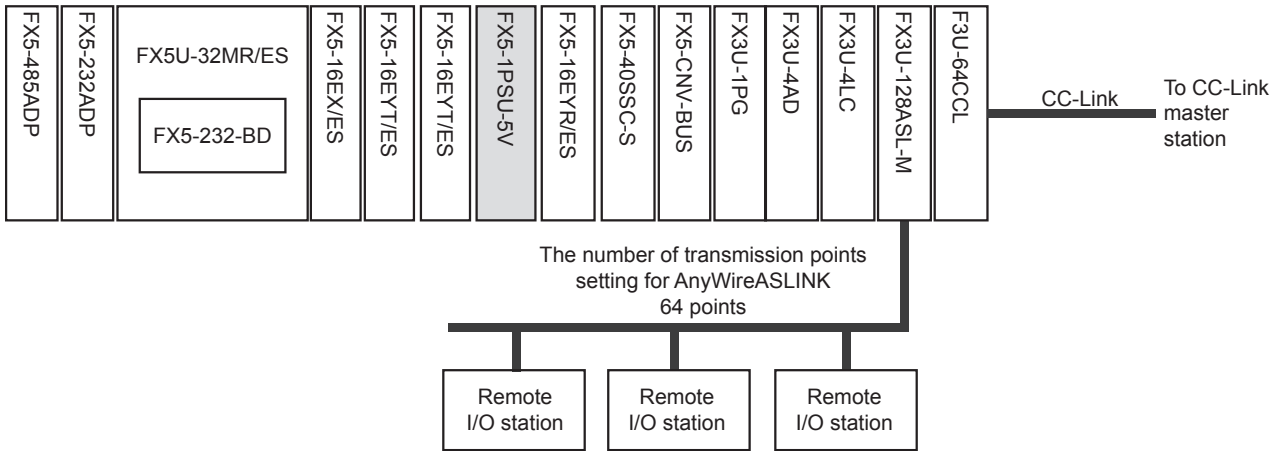 FX5-485ADP
FX5-232ADP
FX5U-32MR/ES
FX5-232-BD
FX5-16EX/ES
FX5-16EYT/ES
FX5-16EYT/ES
FX5-1PSU-5V
FX5-16EYR/ES
FX5-40SSC-S
FX5-CNV-BUS
FX3U-1PG
FX3U-4AD
FX3U-4LC
FX3U-128ASL-M
F3U-64CCL
CC-Link
To CC-Link
master
station
The number of transmission points
setting for AnyWireASLINK
64 points
Remote
I/O station
Remote
I/O station
Remote
I/O station